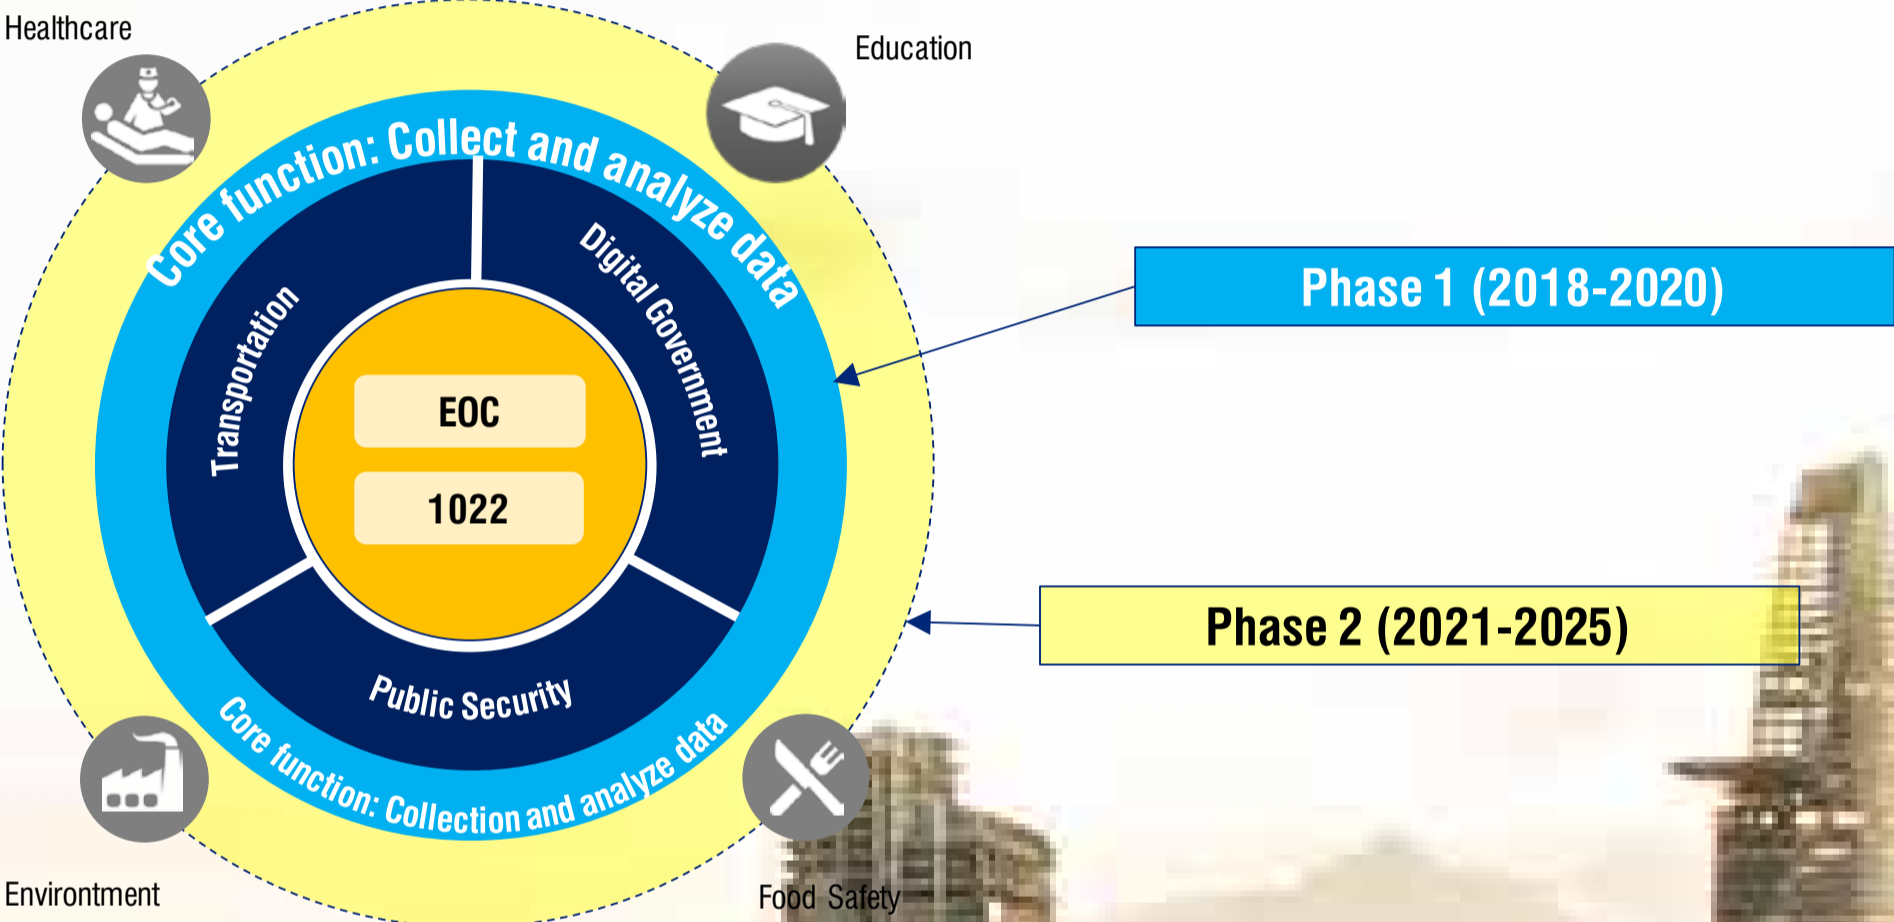 Healthcare
Education
Core function: Collect and analyze data
Transportation
Digital Government
Phase 1 (2018-2020)
EOC
1022
Phase 2 (2021-2025)
Public Security
Core function: Collection and analyze data
Environtment
Food Safety